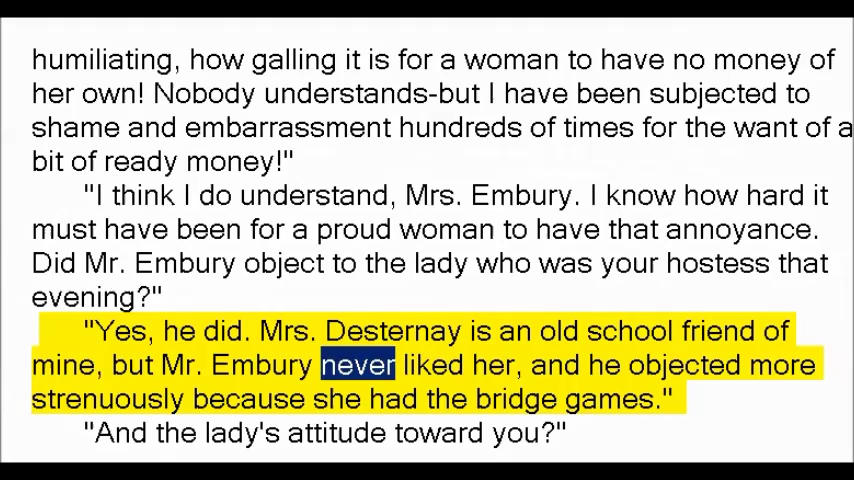 humiliating, how galling it is for a woman to have no money of
her own! Nobody understands-but I have been subjected to
shame and embarrassment hundreds of times for the want of a
bit of ready money!"
"I think I do understand, Mrs. Embury. I know how hard it
must have been for a proud woman to have that annoyance.
Did Mr. Embury object to the lady who was your hostess that
evening?"
"Yes, he did. Mrs. Desternay is an old school friend of
mine, but Mr. Embury never liked her, and he objected more
strenuously because she had the bridge games."
"And the lady's attitude toward you?"